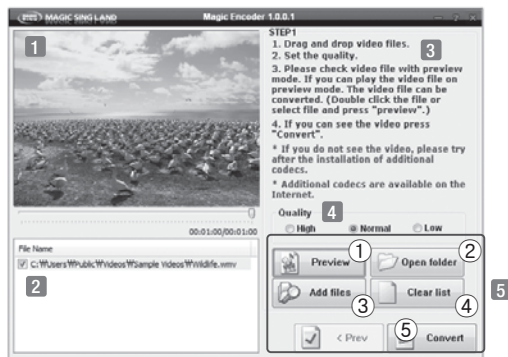 MAGIC SING LAND
Magic Encoder 1.0.0.1
1
STEP1
1. Drag and drop video files.
2. Set the quality.
3
3. Please check video file with preview
mode. If you can play the video file on
preview mode. The video file can be
converted. (Double click the file or
select file and press "preview".)
4. If you can see the video press
"Convert".
* If you do not see the video, please try
after the installation of additional
codecs.
* Additional codecs are available on the
Internet.
00:01:00/00:01:00
Quality
4
High
Normal
Low
File Name
C:₩Users₩Public₩Videos₩Sample Videos₩Wildlife.wmv
2
Preview
1
Open folder
2
Add files
3
Clear list
4
5
< Prev
5
Convert